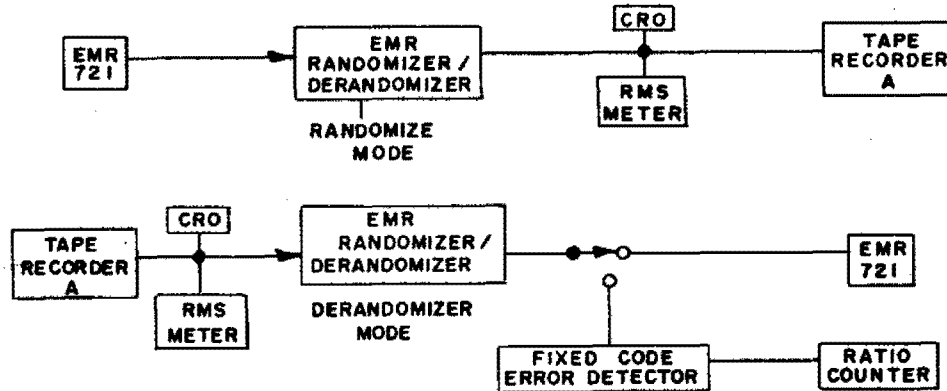 EMR
721
EMR
RANDOMIZER /
DERANDOMIZER
RANDOMIZE
MODE
CRO
RMS
METER
TAPE
RECORDER
A
TAPE
RECORDER
A
CRO
RMS
METER
EMR
RANDOMIZER /
DERANDOMIZER
DERANDOMIZER
MODE
EMR
721
FIXED CODE
ERROR DETECTOR
RATIO
COUNTER